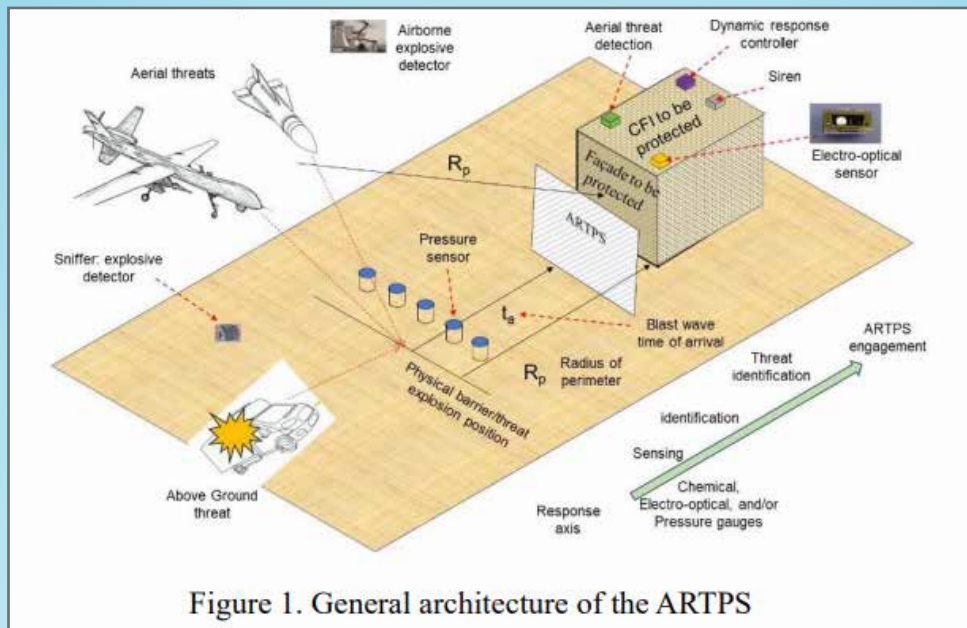 Airborne
explosive
detector
Aerial threats
Aerial threat
detection
Dynamic response
controller
Siren
CFI to be
protected
Façade to be
protected
Electro-optical
sensor
Rp
ARTPS
Pressure
sensor
Sniffer: explosive
detector
ta
Blast wave
time of arrival
Rp
Radius of
perimeter
Physical barrier/threat
explosion position
Above Ground
threat
ARTPS
engagement
Threat
identification
identification
Sensing
Chemical,
Electro-optical, and/or
Pressure gauges
Response
axis
Figure 1. General architecture of the ARTPS